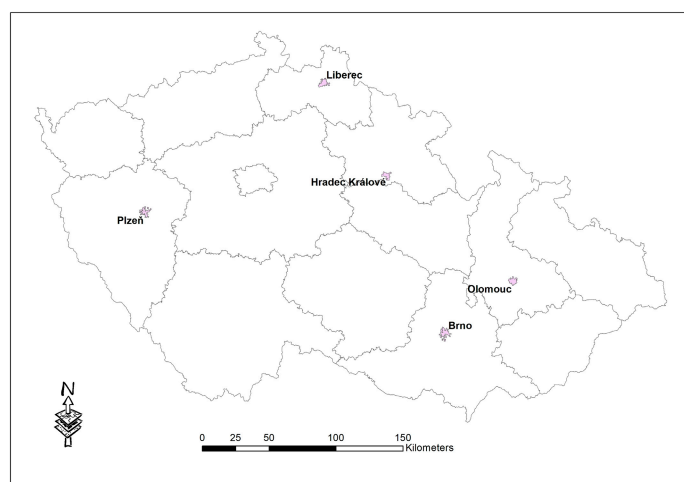 Liberec
Hradec Králové
Plzeň
Olomouc
Brno
N
0 25 50 100 150
Kilometers